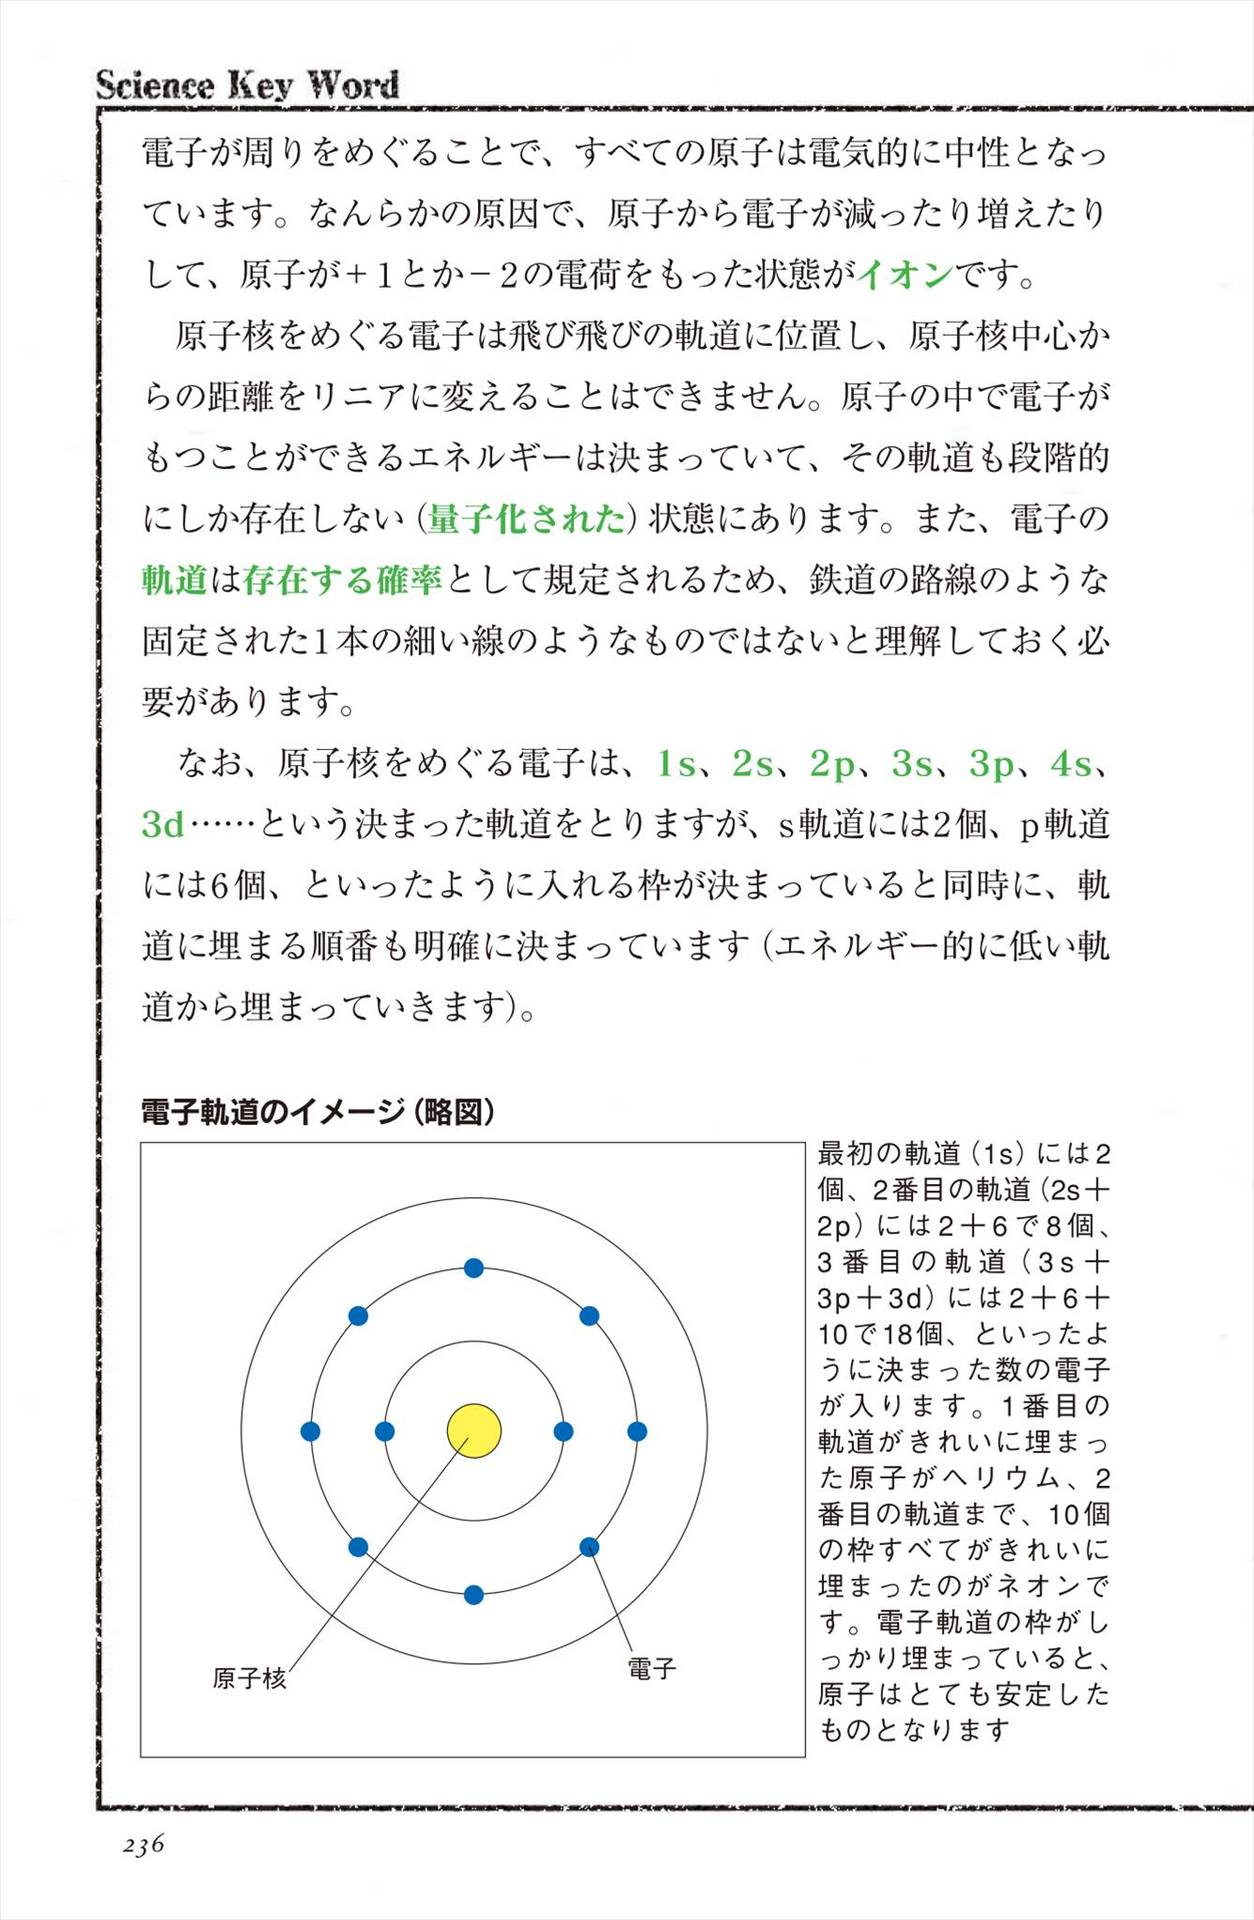 Science Key Word
電子が周りをめぐることで、すべての原子は電気的に中性となっ
ています。なんらかの原因で、原子から電子が減ったり増えたり
して、原子が＋1とか－2の電荷をもった状態がイオンです。
原子核をめぐる電子は飛び飛びの軌道に位置し、原子核中心か
らの距離をリニアに変えることはできません。原子の中で電子が
もつことができるエネルギーは決まっていて、その軌道も段階的
にしか存在しない（量子化された）状態にあります。また、電子の
軌道は存在する確率として規定されるため、鉄道の路線のような
固定された1本の細い線のようなものではないと理解しておく必
要があります。
なお、原子核をめぐる電子は、1s、2s、2p、3s、3p、4s、
3d……という決まった軌道をとりますが、s軌道には2個、p軌道
には6個、といったように入れる枠が決まっていると同時に、軌
道に埋まる順番も明確に決まっています（エネルギー的に低い軌
道から埋まっていきます）。
電子軌道のイメージ（略図）
原子核
電子
最初の軌道（1s）には2
個、2番目の軌道（2s＋
2p）には2＋6で8個、
3番目の軌道（3s＋
3p＋3d）には2＋6＋
10で18個、といったよ
うに決まった数の電子
が入ります。1番目の
軌道がきれいに埋まっ
た原子がヘリウム、2
番目の軌道まで、10個
の枠すべてがきれいに
埋まったのがネオンで
す。電子軌道の枠がし
っかり埋まっていると、
原子はとても安定した
ものとなります
236